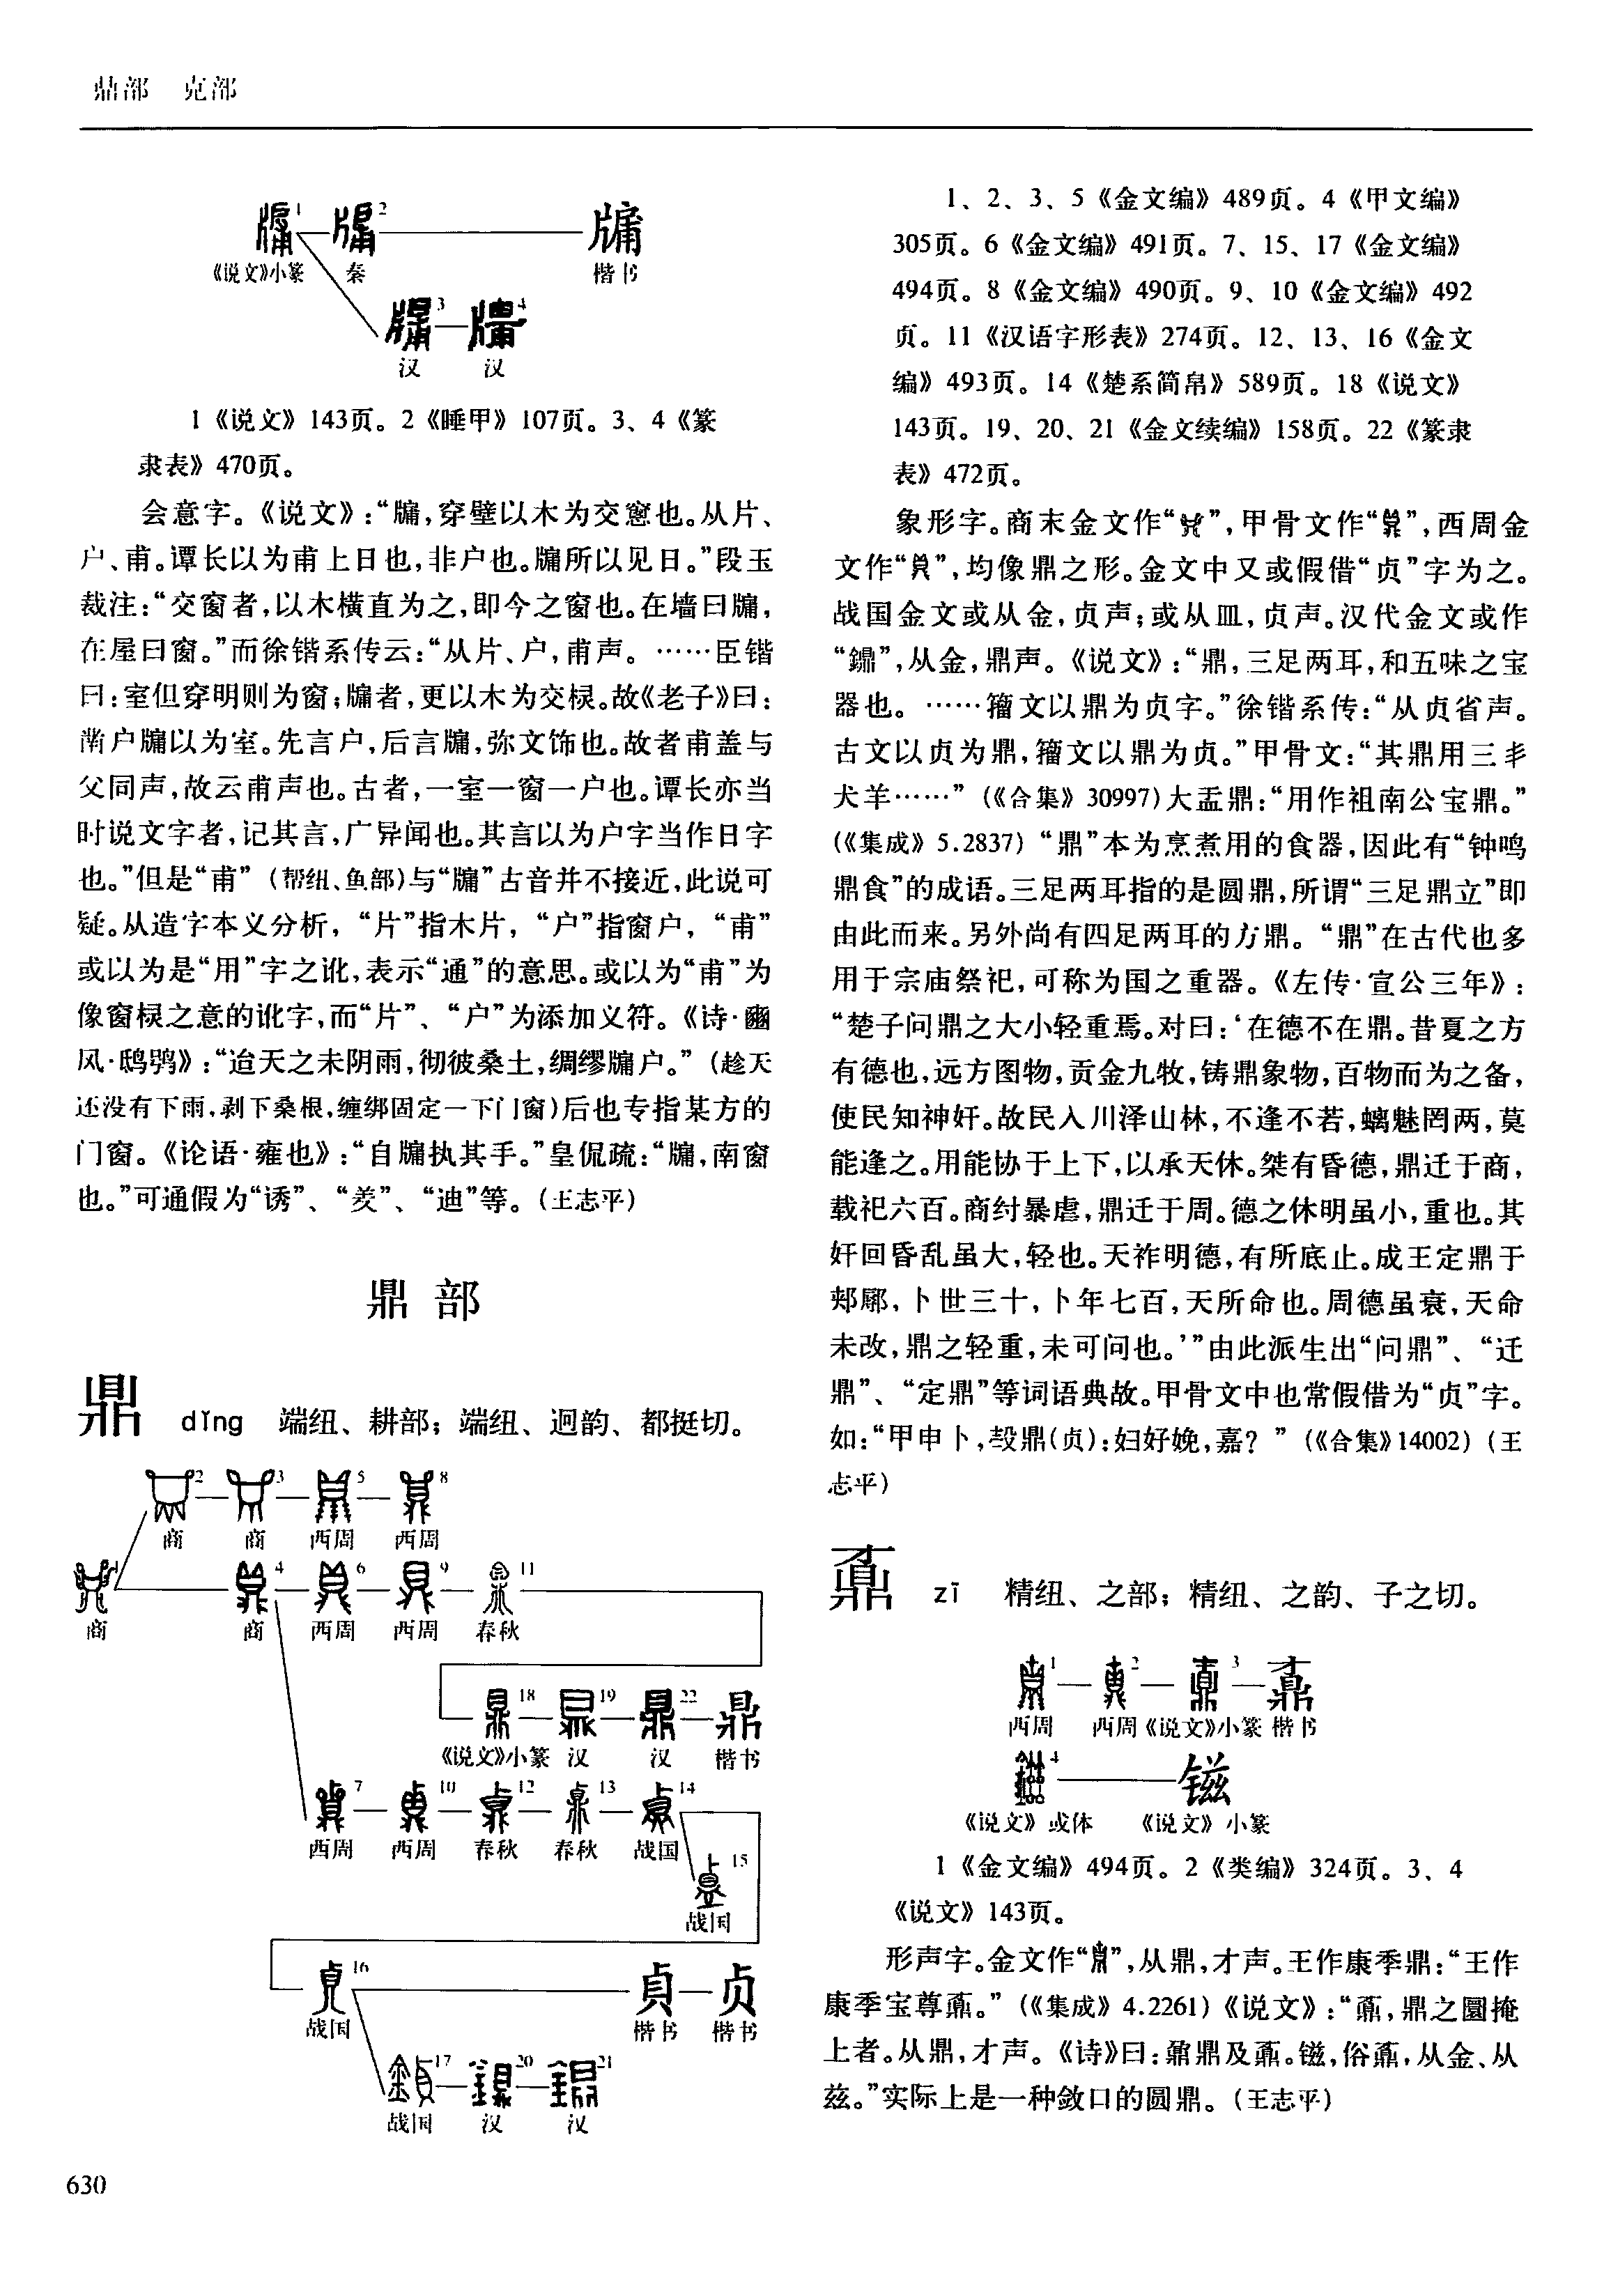 鼎部 克部
1 2
牖
《说文》小篆 秦 楷书
3 4
汉 汉
1《说文》143页。2《睡甲》107页。3、4《篆
隶表》470页。
会意字。《说文》:“牖,穿壁以木为交窻也。从片、
户、甫。谭长以为甫上日也,非户也。牖所以见日。”段玉
裁注:“交窗者,以木横直为之,即今之窗也。在墙曰牖,
在屋曰窗。”而徐锴系传云:“从片、户,甫声。……臣锴
曰:室但穿明则为窗;牖者,更以木为交棂。故《老子》曰:
凿户牖以为室。先言户,后言牖,弥文饰也。故者甫盖与
父同声,故云甫声也。古者,一室一窗一户也。谭长亦当
时说文字者,记其言,广异闻也。其言以为户字当作日字
也。”但是“甫”(帮纽、鱼部)与“牖”古音并不接近,此说可
疑。从造字本义分析,“片”指木片,“户”指窗户,“甫”
或以为是“用”字之讹,表示“通”的意思。或以为“甫”为
像窗棂之意的讹字,而“片”、“户”为添加义符。《诗·豳
风·鸱鸮》:“迨天之未阴雨,彻彼桑土,绸缪牖户。”(趁天
还没有下雨,剥下桑根,缠绑固定一下门窗)后也专指某方的
门窗。《论语·雍也》:“自牖执其手。”皇侃疏:“牖,南窗
也。”可通假为“诱”、“羑”、“迪”等。(王志平)
鼎部
鼎 dǐng 端纽、耕部;端纽、迥韵、都挺切。
2 3 5 8
商 商 西周 西周
1 4 6 9 11
商 商 西周 西周 春秋
18 19 22 鼎
《说文》小篆 汉 汉 楷书
7 10 12 13 14
西周 西周 春秋 春秋 战国
15
战国
16 貞 贞
战国 楷书 楷书
17 20 21
战国 汉 汉
630
1、2、3、5《金文编》489页。4《甲文编》
305页。6《金文编》491页。7、15、17《金文编》
494页。8《金文编》490页。9、10《金文编》492
页。11《汉语字形表》274页。12、13、16《金文
编》493页。14《楚系简帛》589页。18《说文》
143页。19、20、21《金文续编》158页。22《篆隶
表》472页。
象形字。商末金文作“”,甲骨文作“”,西周金
文作“”,均像鼎之形。金文中又或假借“贞”字为之。
战国金文或从金,贞声;或从皿,贞声。汉代金文或作
“鐤”,从金,鼎声。《说文》:“鼎,三足两耳,和五味之宝
器也。……籀文以鼎为贞字。”徐锴系传:“从贞省声。
古文以贞为鼎,籀文以鼎为贞。”甲骨文:“其鼎用三丰
犬羊……”(《合集》30997)大盂鼎:“用作祖南公宝鼎。”
(《集成》5.2837)“鼎”本为烹煮用的食器,因此有“钟鸣
鼎食”的成语。三足两耳指的是圆鼎,所谓“三足鼎立”即
由此而来。另外尚有四足两耳的方鼎。“鼎”在古代也多
用于宗庙祭祀,可称为国之重器。《左传·宣公三年》:
“楚子问鼎之大小轻重焉。对曰:‘在德不在鼎。昔夏之方
有德也,远方图物,贡金九牧,铸鼎象物,百物而为之备,
使民知神奸。故民入川泽山林,不逢不若,螭魅罔两,莫
能逢之。用能协于上下,以承天休。桀有昏德,鼎迁于商,
载祀六百。商纣暴虐,鼎迁于周。德之休明虽小,重也。其
奸回昏乱虽大,轻也。天祚明德,有所底止。成王定鼎于
郏鄏,卜世三十,卜年七百,天所命也。周德虽衰,天命
未改,鼎之轻重,未可问也。’”由此派生出“问鼎”、“迁
鼎”、“定鼎”等词语典故。甲骨文中也常假借为“贞”字。
如:“甲申卜,㱿鼎(贞):妇好娩,嘉?”(《合集》14002)(王
志平)
鼒 zī 精纽、之部;精纽、之韵、子之切。
1 2 3 鼒
西周 西周《说文》小篆 楷书
4 镃
《说文》或体 《说文》小篆
1《金文编》494页。2《类编》324页。3、4
《说文》143页。
形声字。金文作“”,从鼎,才声。王作康季鼎:“王作
康季宝尊鼒。”(《集成》4.2261)《说文》:“鼒,鼎之圜掩
上者。从鼎,才声。《诗》曰:鼐鼎及鼒。镃,俗鼒,从金、从
兹。”实际上是一种敛口的圆鼎。(王志平)